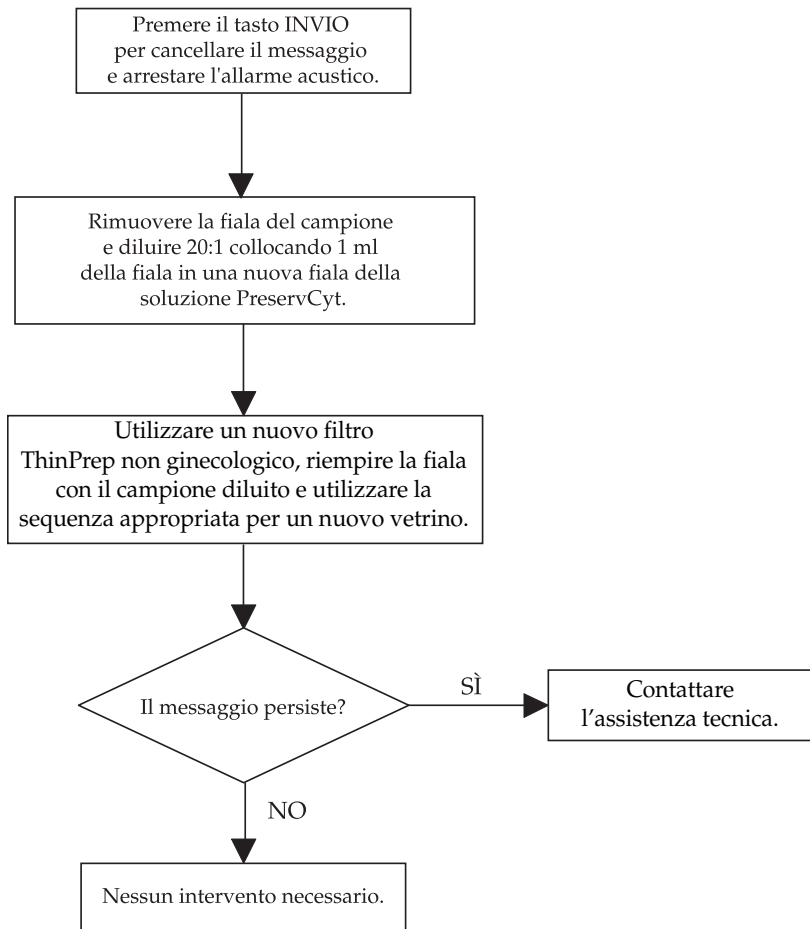 Premere il tasto INVIO
per cancellare il messaggio
e arrestare l'allarme acustico.
Rimuovere la fiala del campione
e diluire 20:1 collocando 1 ml
della fiala in una nuova fiala della
soluzione PreservCyt.
Utilizzare un nuovo filtro
ThinPrep non ginecologico, riempire la fiala
con il campione diluito e utilizzare la
sequenza appropriata per un nuovo vetrino.
Il messaggio persiste?
SÌ
Contattare
l’assistenza tecnica.
NO
Nessun intervento necessario.